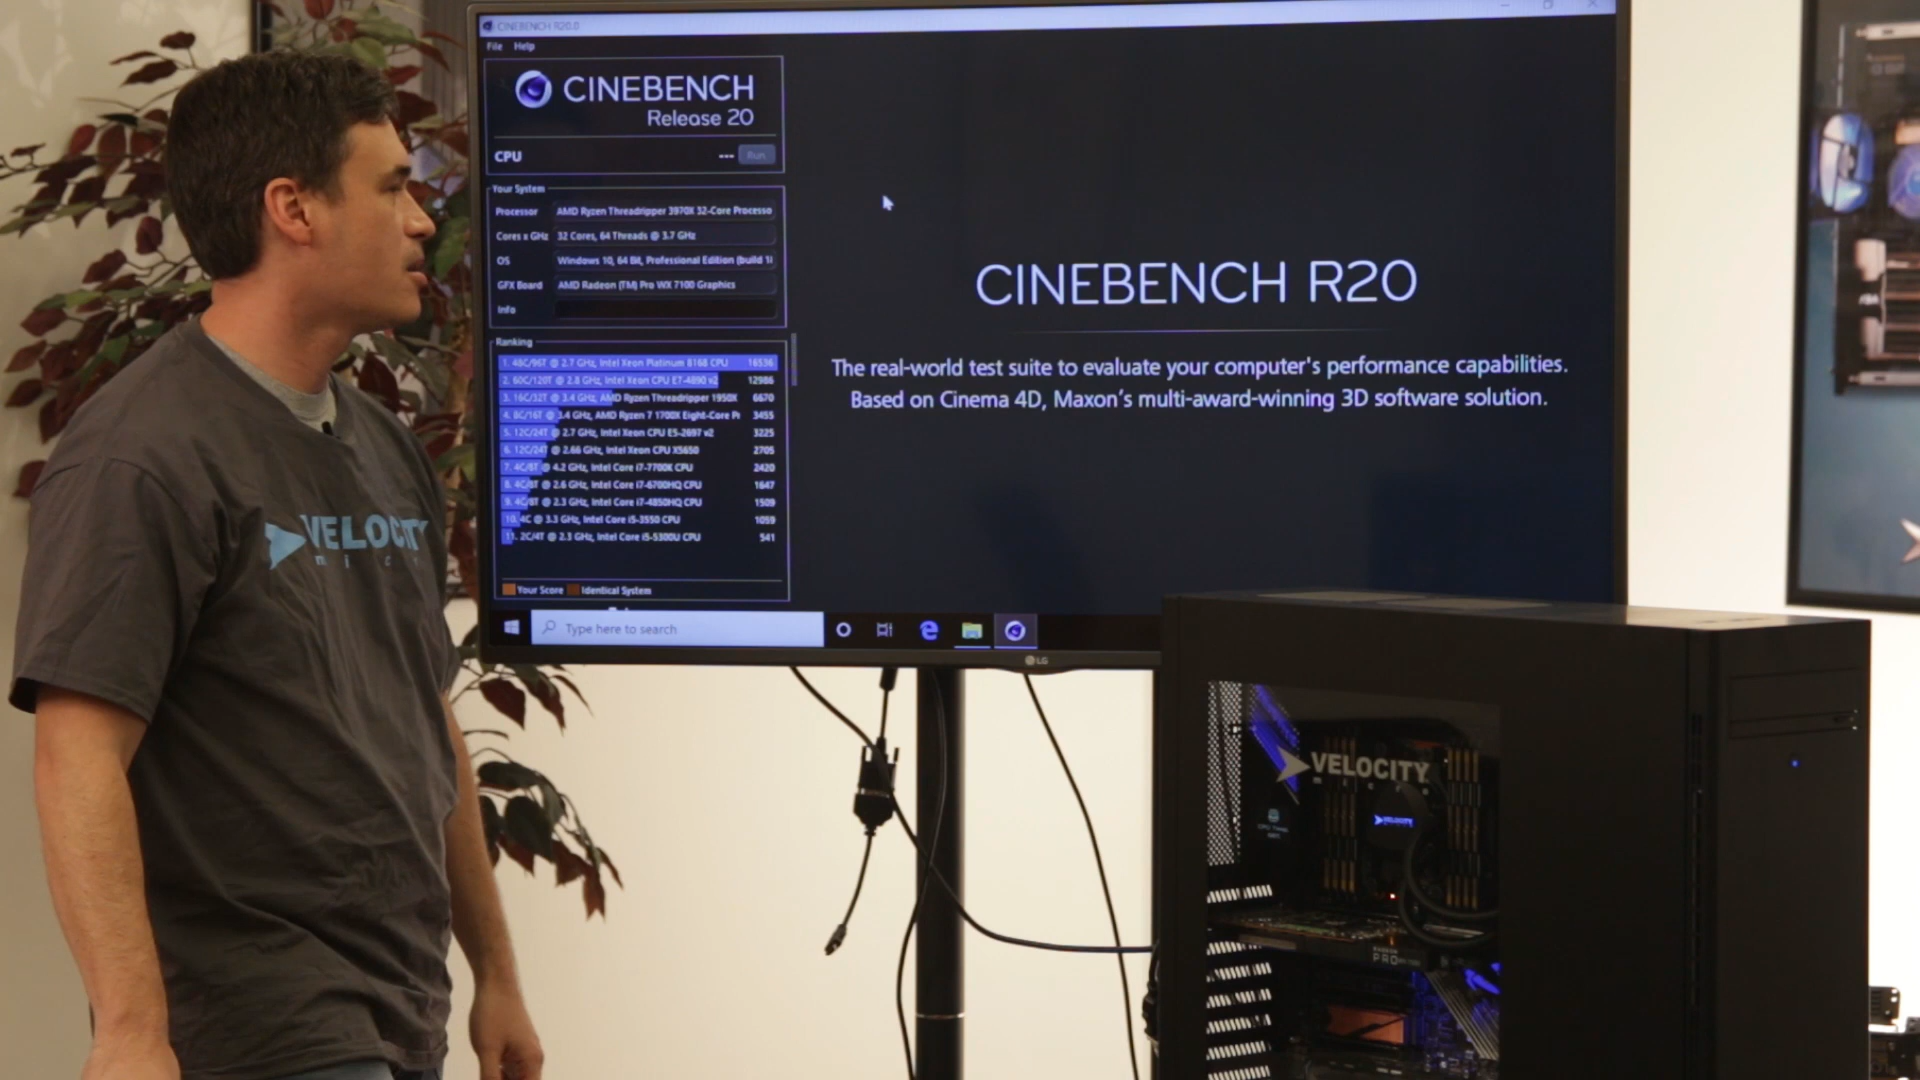 CINEBENCH R20.0
File Help
CINEBENCH
Release 20
CPU --- Run
Your System
Processor AMD Ryzen Threadripper 3970X 32-Core Processo
Cores x GHz 32 Cores, 64 Threads @ 3.7 GHz
OS Windows 10, 64 Bit, Professional Edition (build 18
GFX Board AMD Radeon (TM) Pro WX 7100 Graphics
Info
Ranking
1. 48C/96T @ 2.7 GHz, Intel Xeon Platinum 8168 CPU 16536
2. 60C/120T @ 2.8 GHz, Intel Xeon CPU E7-4890 v2 12986
3. 16C/32T @ 3.4 GHz, AMD Ryzen Threadripper 1950X 6670
4. 8C/16T @ 3.4 GHz, AMD Ryzen 7 1700X Eight-Core Pr 3455
5. 12C/24T @ 2.7 GHz, Intel Xeon CPU E5-2697 v2 3225
6. 12C/24T @ 2.66 GHz, Intel Xeon CPU X5650 2705
7. 4C/8T @ 4.2 GHz, Intel Core i7-7700K CPU 2420
8. 4C/8T @ 2.6 GHz, Intel Core i7-6700HQ CPU 1647
9. 4C/8T @ 2.3 GHz, Intel Core i7-4850HQ CPU 1509
10. 4C @ 3.3 GHz, Intel Core i5-3550 CPU 1059
11. 2C/4T @ 2.3 GHz, Intel Core i5-5300U CPU 541
Your Score Identical System
CINEBENCH R20
The real-world test suite to evaluate your computer's performance capabilities.
Based on Cinema 4D, Maxon's multi-award-winning 3D software solution.
Type here to search
LG
VELOCITY
m i c
VELOCITY
m i c r o
VELOCITY
PRO